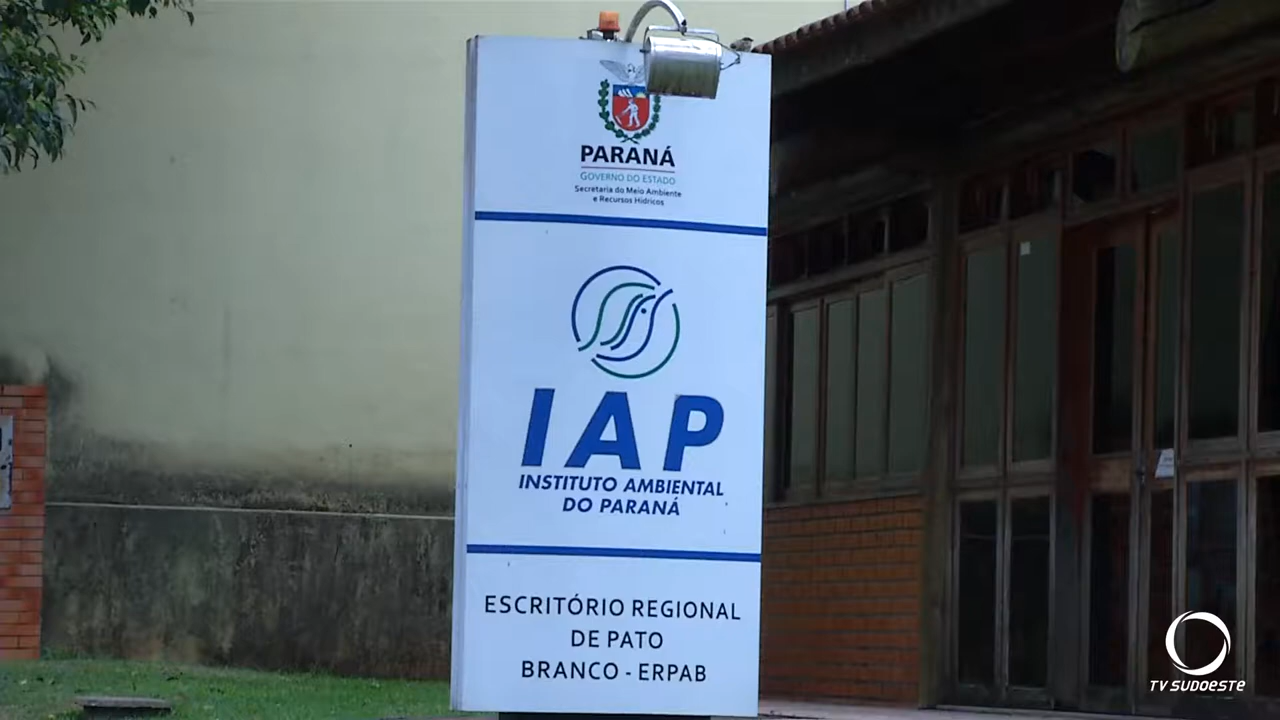 PARANÁ
GOVERNO DO ESTADO
Secretaria do Meio Ambiente
e Recursos Hídricos
IAP
INSTITUTO AMBIENTAL
DO PARANÁ
ESCRITÓRIO REGIONAL
DE PATO
BRANCO - ERPAB
TV SUDOESTE